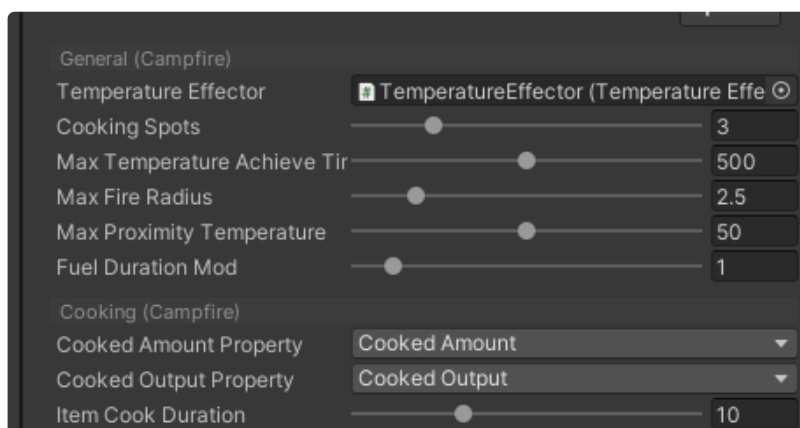 General (Campfire)
Temperature Effector TemperatureEffector (Temperature Effe
Cooking Spots 3
Max Temperature Achieve Tir 500
Max Fire Radius 2.5
Max Proximity Temperature 50
Fuel Duration Mod 1
Cooking (Campfire)
Cooked Amount Property Cooked Amount
Cooked Output Property Cooked Output
Item Cook Duration 10